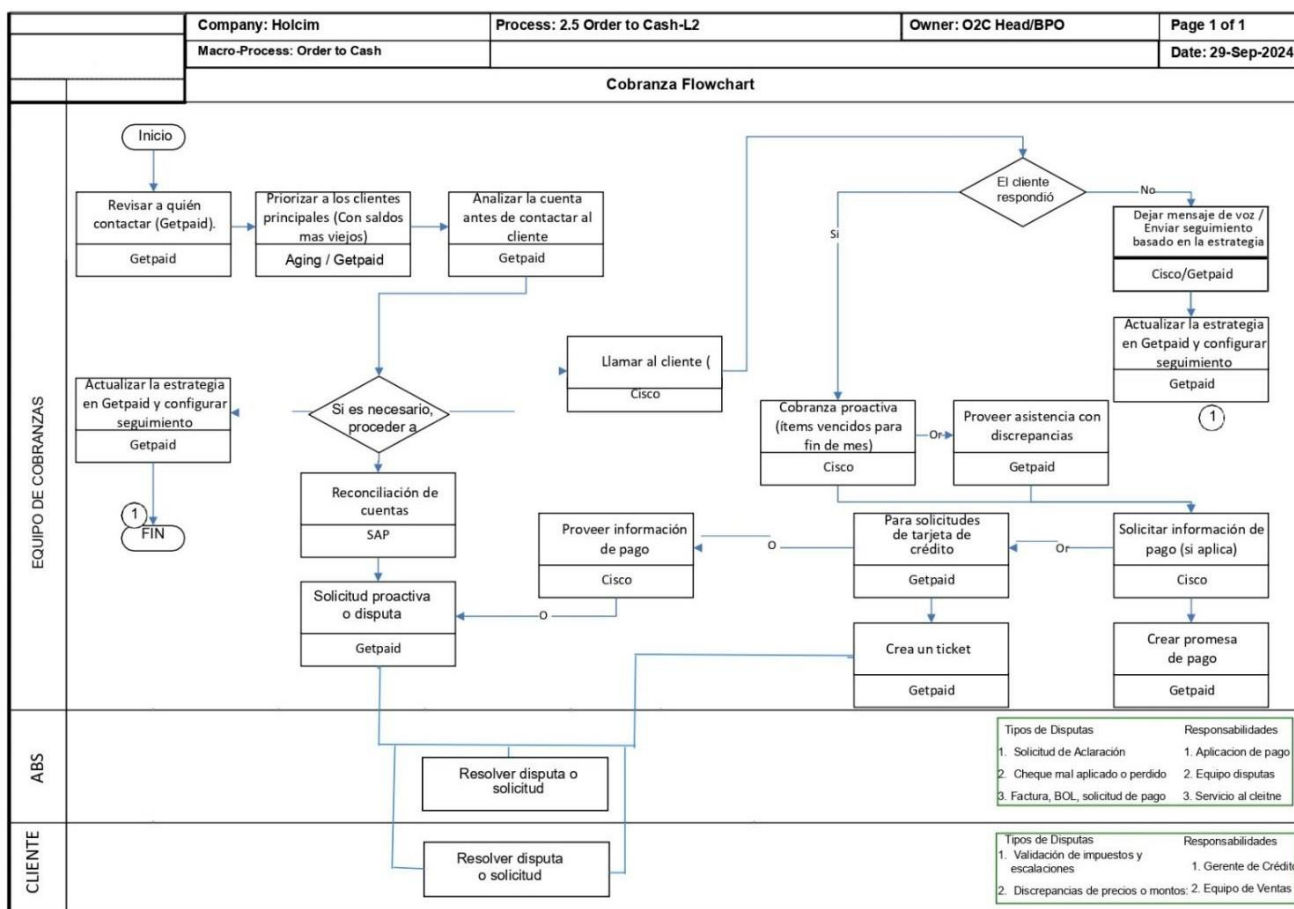 Company: Holcim
Process: 2.5 Order to Cash-L2
Owner: O2C Head/BPO
Page 1 of 1
Macro-Process: Order to Cash
Date: 29-Sep-2024
Cobranza Flowchart
EQUIPO DE COBRANZAS
Inicio
Revisar a quién
contactar (Getpaid).
Getpaid
Priorizar a los clientes
principales (Con saldos
mas viejos)
Aging / Getpaid
Analizar la cuenta
antes de contactar al
cliente
Getpaid
El cliente
respondió
No
Si
Dejar mensaje de voz /
Enviar seguimiento
basado en la estrategia
Cisco/Getpaid
Actualizar la estrategia
en Getpaid y configurar
seguimiento
Getpaid
1
Llamar al cliente (
Cisco
Si es necesario,
proceder a
Actualizar la estrategia
en Getpaid y configurar
seguimiento
Getpaid
1
FIN
Cobranza proactiva
(ítems vencidos para
fin de mes)
Cisco
Or
Proveer asistencia con
discrepancias
Getpaid
Reconciliación de
cuentas
SAP
Proveer información
de pago
Cisco
O
Para solicitudes
de tarjeta de
crédito
Getpaid
Or
Solicitar información de
pago (si aplica)
Cisco
Solicitud proactiva
o disputa
Getpaid
O
Crea un ticket
Getpaid
Crear promesa
de pago
Getpaid
ABS
Resolver disputa o
solicitud
Tipos de Disputas
Responsabilidades
1. Solicitud de Aclaración
1. Aplicacion de pago
2. Cheque mal aplicado o perdido
2. Equipo disputas
3. Factura, BOL, solicitud de pago
3. Servicio al cleitne
CLIENTE
Resolver disputa
o solicitud
Tipos de Disputas
Responsabilidades
1. Validación de impuestos y
escalaciones
1. Gerente de Crédito
2. Discrepancias de precios o montos:
2. Equipo de Ventas